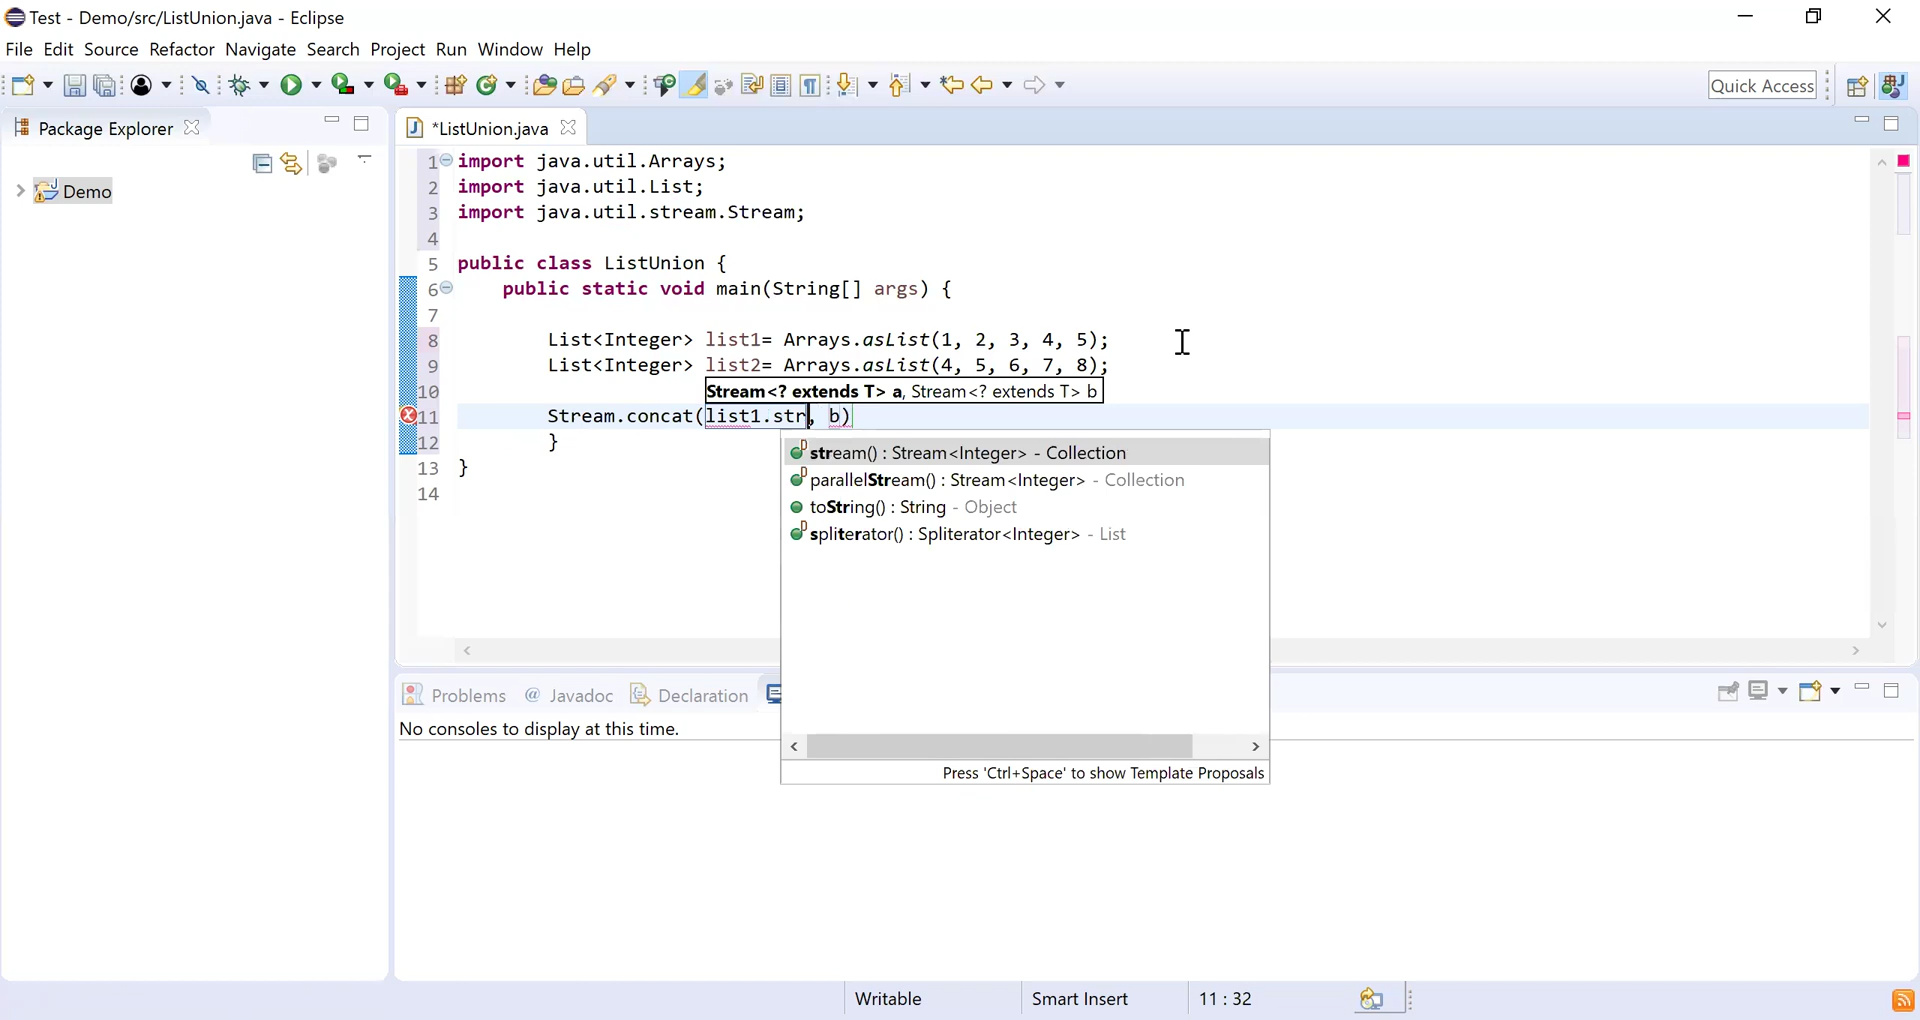 Test - Demo/src/ListUnion.java - Eclipse
File Edit Source Refactor Navigate Search Project Run Window Help
Quick Access
Package Explorer
*ListUnion.java
Demo
1 import java.util.Arrays;
2 import java.util.List;
3 import java.util.stream.Stream;
4
5 public class ListUnion {
6 public static void main(String[] args) {
7
8 List<Integer> list1= Arrays.asList(1, 2, 3, 4, 5);
9 List<Integer> list2= Arrays.asList(4, 5, 6, 7, 8);
10
Stream<? extends T> a, Stream<? extends T> b
11 Stream.concat(list1.str, b)
12 }
13 }
14
stream() : Stream<Integer> - Collection
parallelStream() : Stream<Integer> - Collection
toString() : String - Object
spliterator() : Spliterator<Integer> - List
Press 'Ctrl+Space' to show Template Proposals
Problems @ Javadoc Declaration
No consoles to display at this time.
Writable Smart Insert 11 : 32